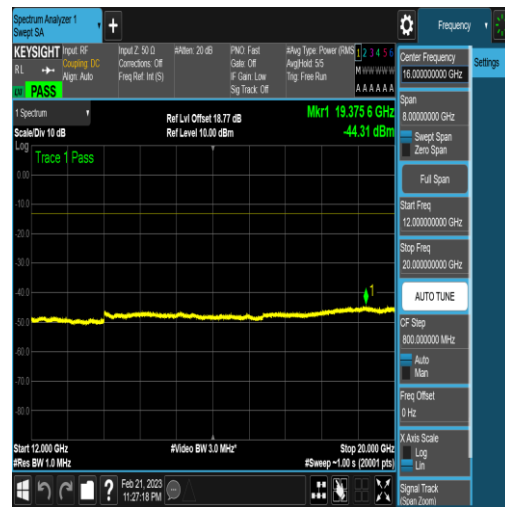 Spectrum Analyzer 1
Swept SA
+
Frequency
KEYSIGHT
RL
PASS
Input: RF
Coupling: DC
Align: Auto
Input Z: 50 Ω
Corrections: Off
Freq Ref: Int (S)
#Atten: 20 dB
PNO: Fast
Gate: Off
IF Gain: Low
Sig Track: Off
#Avg Type: Power (RMS
Avg|Hold: 5/5
Trig: Free Run
1 2 3 4 5 6
M W W W W W
A A A A A A
1 Spectrum
Scale/Div 10 dB
Ref Lvl Offset 18.77 dB
Ref Level 10.00 dBm
Mkr1 19.375 6 GHz
-44.31 dBm
Log
Trace 1 Pass
0.00
-10.0
-20.0
-30.0
-40.0
-50.0
-60.0
-70.0
-80.0
1
Start 12.000 GHz
#Res BW 1.0 MHz
#Video BW 3.0 MHz*
Stop 20.000 GHz
#Sweep ~1.00 s (20001 pts)
Center Frequency
16.000000000 GHz
Settings
Span
8.00000000 GHz
Swept Span
Zero Span
Full Span
Start Freq
12.000000000 GHz
Stop Freq
20.000000000 GHz
AUTO TUNE
CF Step
800.000000 MHz
Auto
Man
Freq Offset
0 Hz
X Axis Scale
Log
Lin
Signal Track
(Span Zoom)
?
Feb 21, 2023
11:27:18 PM